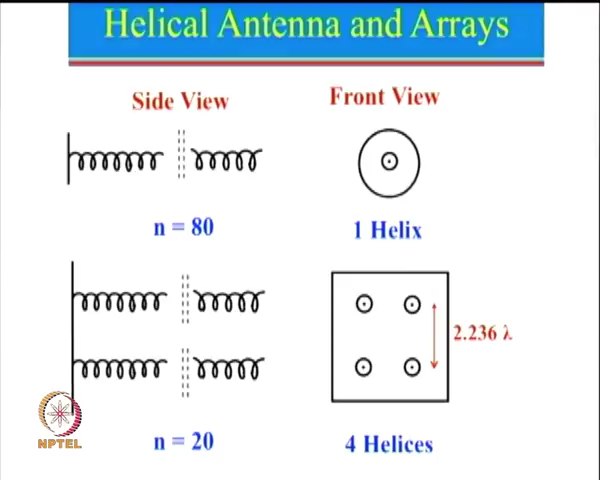 Helical Antenna and Arrays
Side View
Front View
n = 80
1 Helix
2.236 λ
NPTEL
n = 20
4 Helices